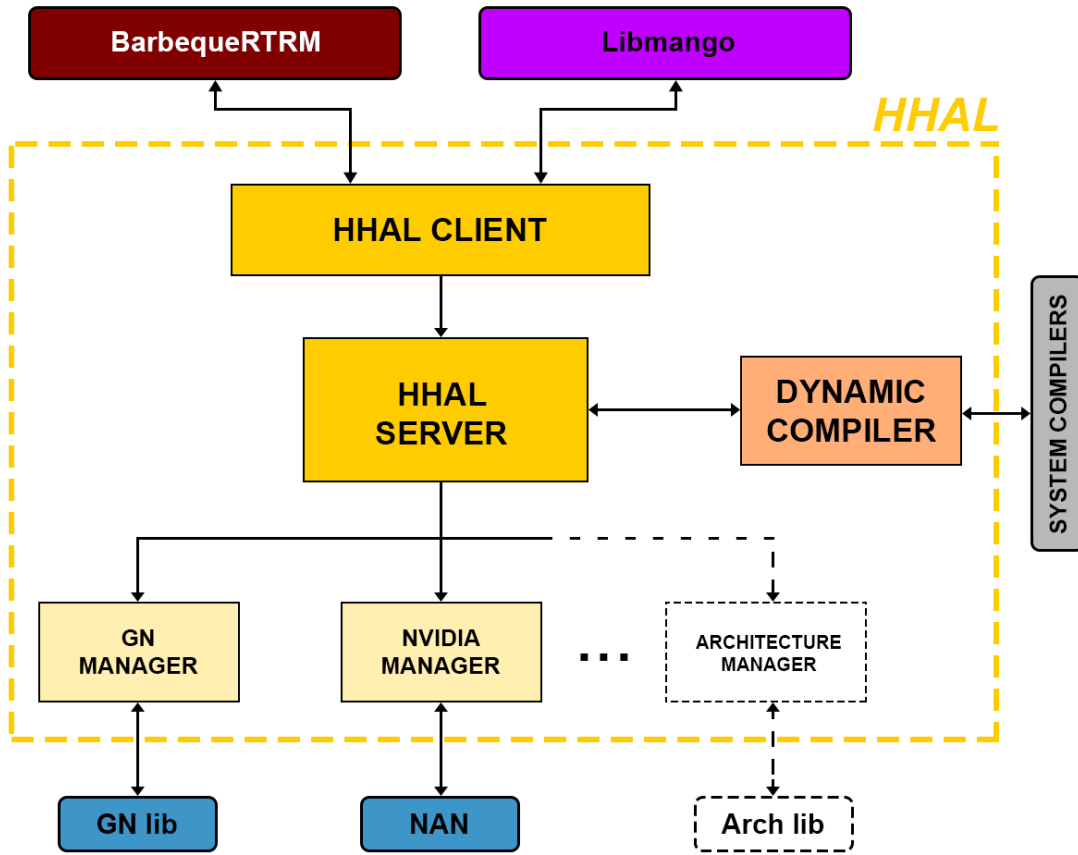 BarbequeRTRM
Libmango
HHAL
HHAL CLIENT
HHAL
SERVER
DYNAMIC
COMPILER
SYSTEM COMPILERS
GN
MANAGER
NVIDIA
MANAGER
...
ARCHITECTURE
MANAGER
GN lib
NAN
Arch lib